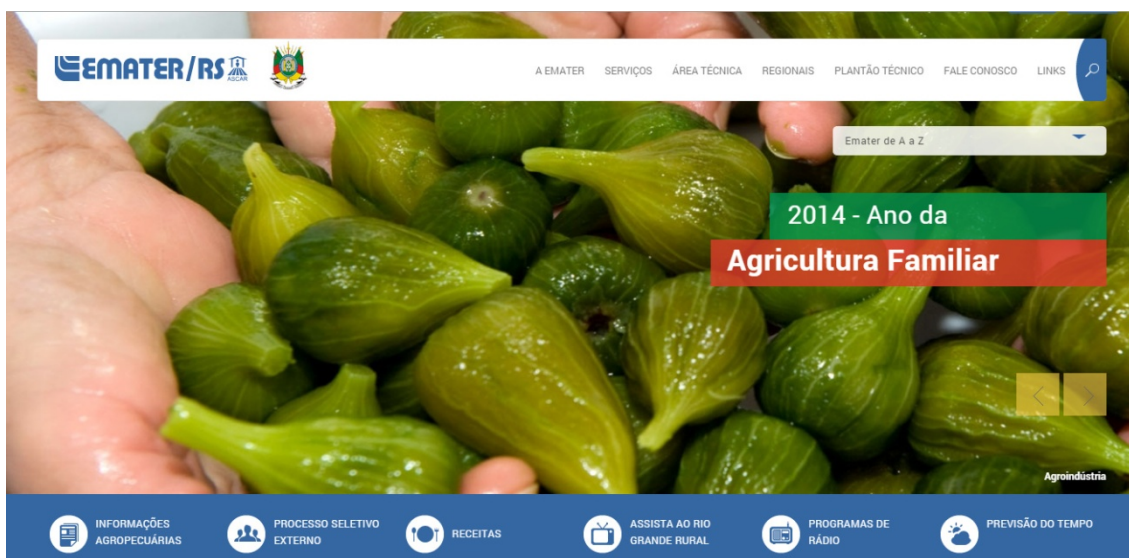 EMATER/RS
ASCAR
A EMATER SERVIÇOS ÁREA TÉCNICA REGIONAIS PLANTÃO TÉCNICO FALE CONOSCO LINKS
Emater de A a Z
2014 - Ano da
Agricultura Familiar
Agroindústria
INFORMAÇÕES
AGROPECUÁRIAS
PROCESSO SELETIVO
EXTERNO
RECEITAS
ASSISTA AO RIO
GRANDE RURAL
PROGRAMAS DE
RÁDIO
PREVISÃO DO TEMPO